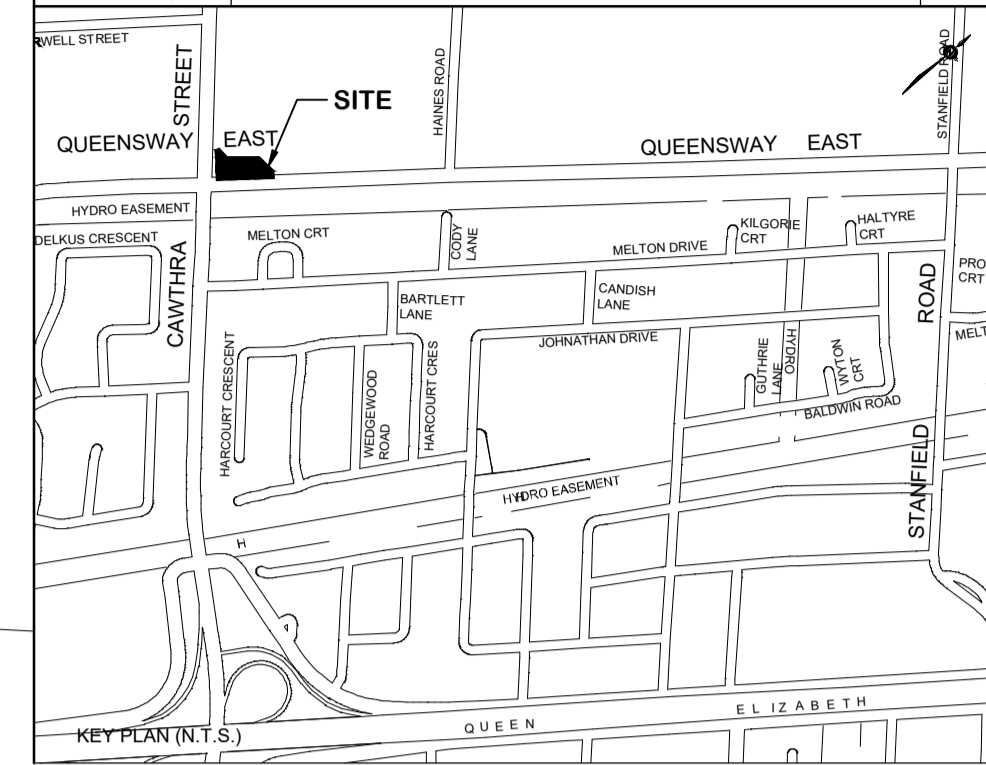 RWELL STREET
STREET
HAINES ROAD
STANFIELD ROAD
SITE
QUEENSWAY EAST
QUEENSWAY EAST
HYDRO EASEMENT
DELKUS CRESCENT
MELTON CRT
CODY
LANE
MELTON DRIVE
KILGORIE
CRT
HALTYRE
CRT
CAWTHRA
ROAD
PRO
CRT
BARTLETT
LANE
CANDISH
LANE
JOHNATHAN DRIVE
MELT
HARCOURT CRESCENT
WEDGEWOOD
ROAD
HARCOURT CRES
GUTHRIE
LANE
HYDRO
WYTON
CRT
BALDWIN ROAD
STANFIELD
HYDRO EASEMENT
H
H
QUEEN
ELIZABETH
KEY PLAN (N.T.S.)